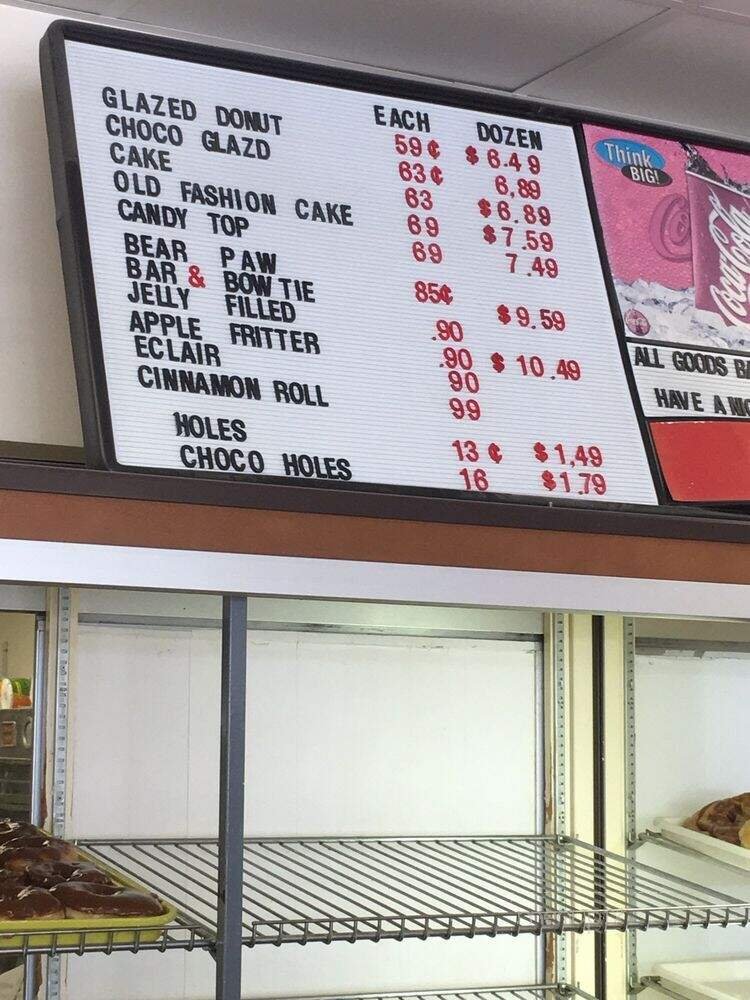 EACH DOZEN
GLAZED DONUT 59¢ $6.49
CHOCO GLAZD 63¢ 6,89
CAKE 63 $6.89
OLD FASHION CAKE 69 $7.59
CANDY TOP 69 7.49
BEAR PAW
BAR & BOW TIE 85¢ $9.59
JELLY FILLED .90
APPLE FRITTER .90 $10.49
ECLAIR 90
CINNAMON ROLL 99
HOLES 13¢ $1,49
CHOCO HOLES 16 $1.79
Think
BIG!
Coca-Cola
ALL GOODS
HAVE A